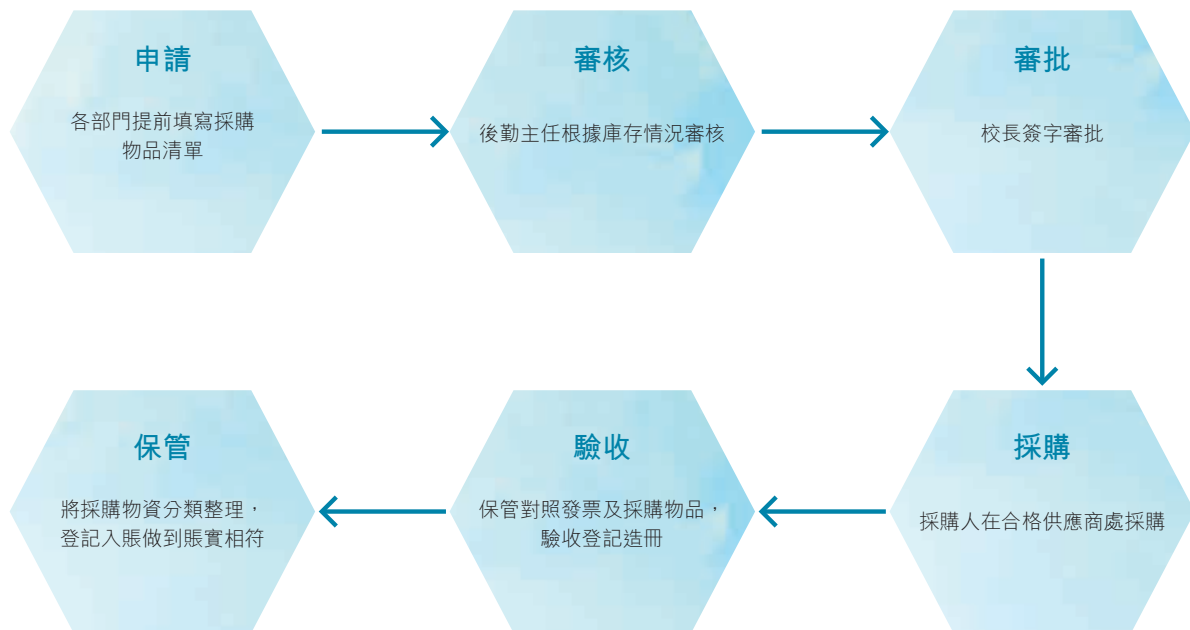 申請
各部門提前填寫採購
物品清單
審核
後勤主任根據庫存情況審核
審批
校長簽字審批
採購
採購人在合格供應商處採購
驗收
保管對照發票及採購物品，
驗收登記造冊
保管
將採購物資分類整理，
登記入賬做到賬實相符